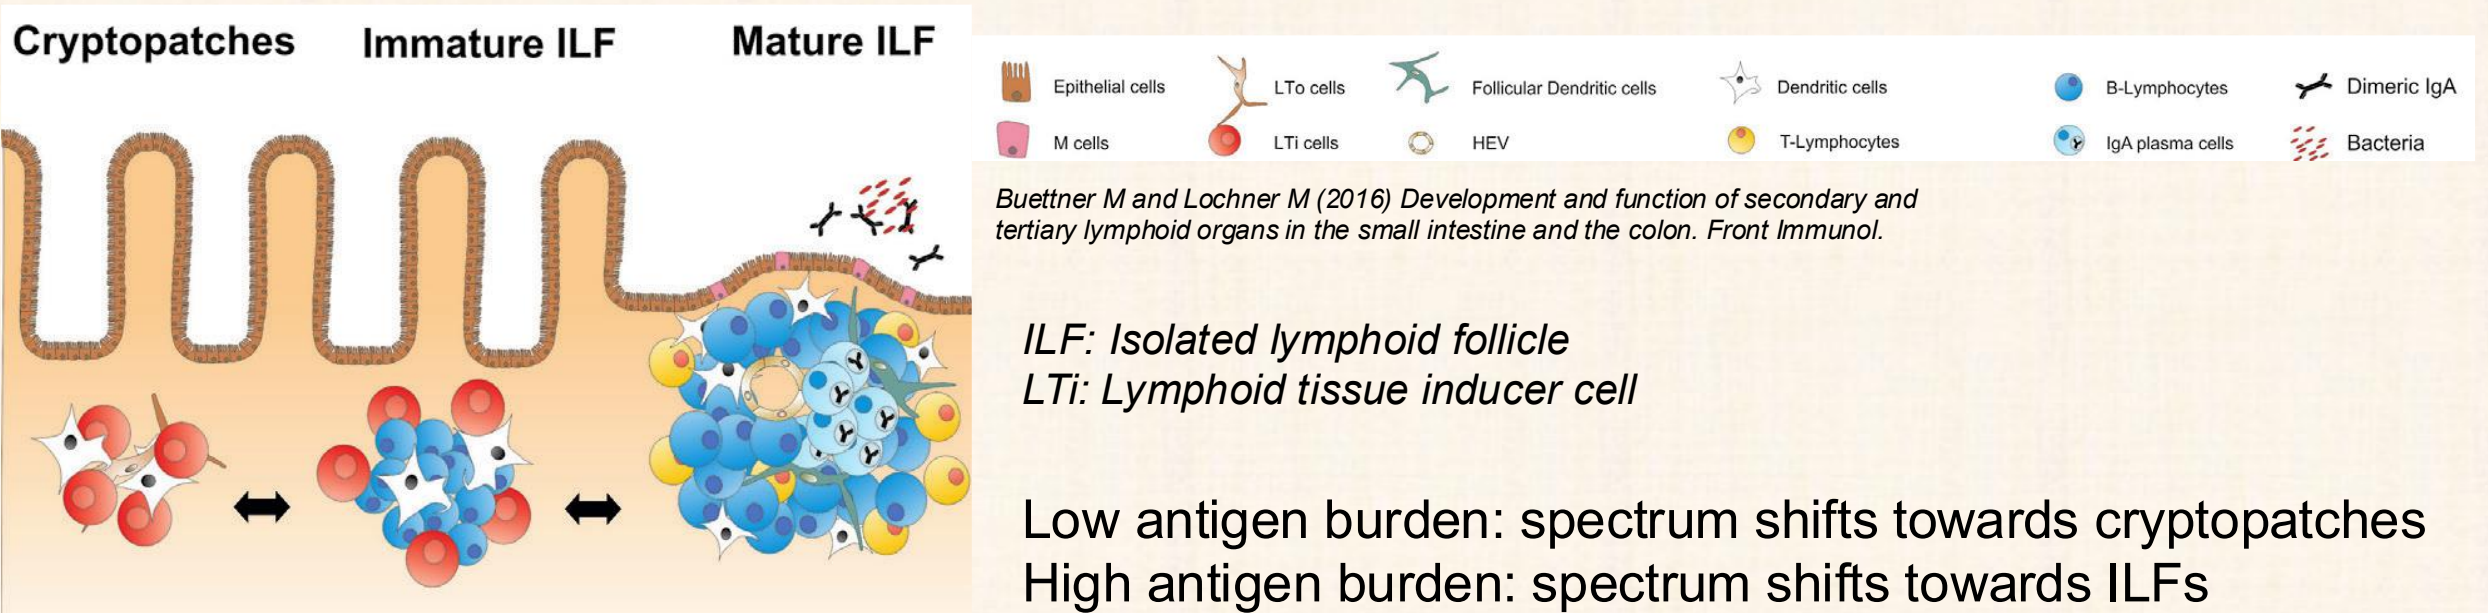 Cryptopatches
Immature ILF
Mature ILF
Epithelial cells
LTo cells
Follicular Dendritic cells
Dendritic cells
B-Lymphocytes
Dimeric IgA
M cells
LTi cells
HEV
T-Lymphocytes
IgA plasma cells
Bacteria
Buettner M and Lochner M (2016) Development and function of secondary and
tertiary lymphoid organs in the small intestine and the colon. Front Immunol.
ILF: Isolated lymphoid follicle
LTi: Lymphoid tissue inducer cell
Low antigen burden: spectrum shifts towards cryptopatches
High antigen burden: spectrum shifts towards ILFs